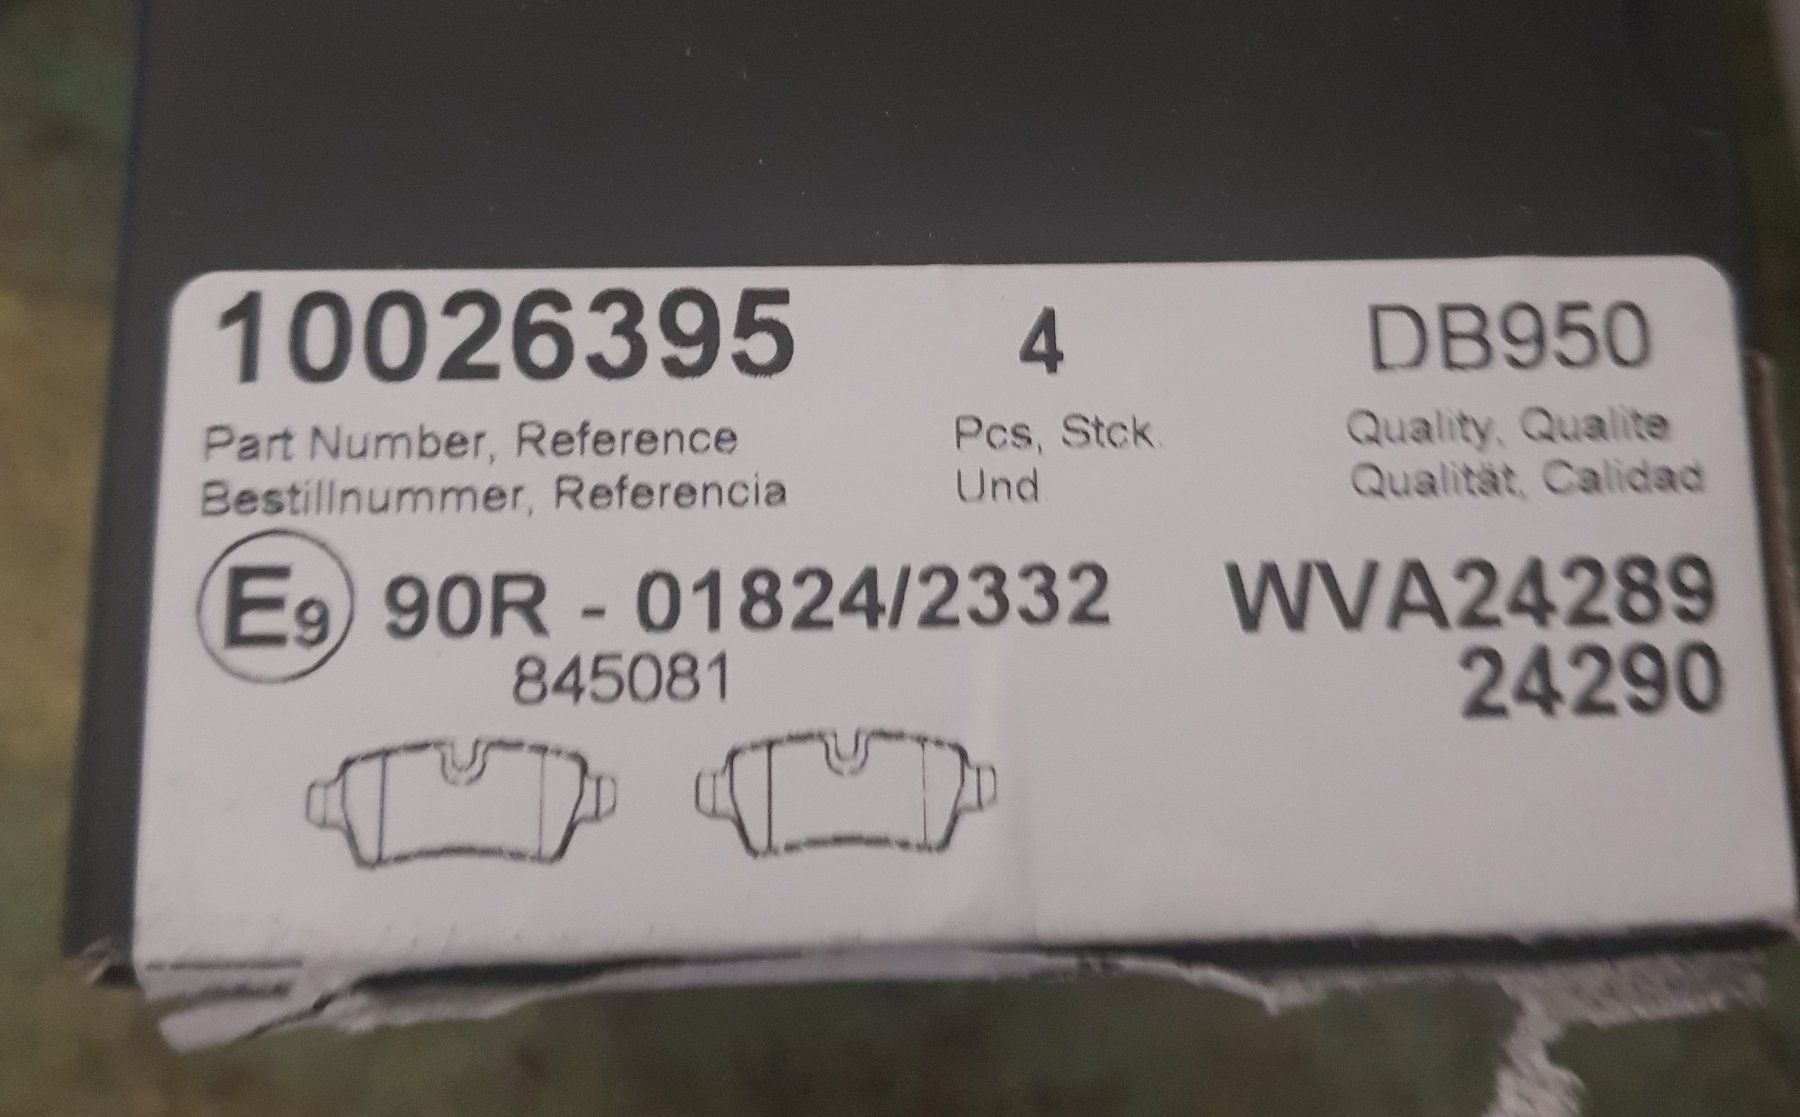 10026395 4 DB950
Part Number, Reference Pcs, Stck. Quality, Qualite
Bestillnummer, Referencia Und Qualität, Calidad
E9 90R - 01824/2332 WVA24289
845081 24290